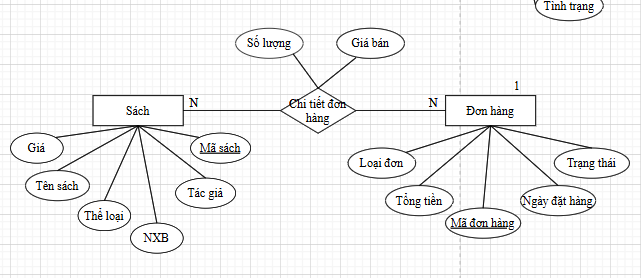 Tình trạng
Số lượng
Giá bán
Sách
N
Chi tiết đơn
hàng
N
1
Đơn hàng
Giá
Mã sách
Tên sách
Tác giả
Thể loại
NXB
Loại đơn
Trạng thái
Tổng tiền
Ngày đặt hàng
Mã đơn hàng